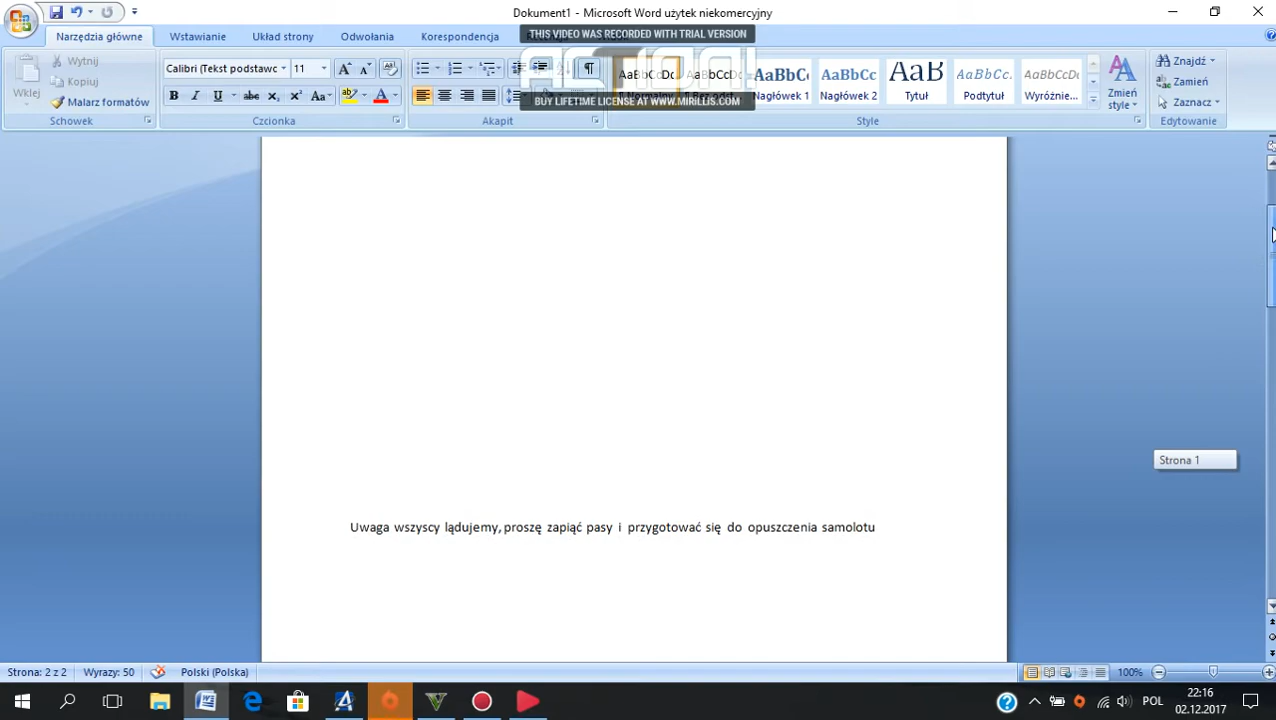 Dokument1 - Microsoft Word użytek niekomercyjny
THIS VIDEO WAS RECORDED WITH TRIAL VERSION
BUY LIFETIME LICENSE AT WWW.MIRILLIS.COM
Narzędzia główne Wstawianie Układ strony Odwołania Korespondencja
Wklej
Wytnij
Kopiuj
Malarz formatów
Schowek
Calibri (Tekst podstawc 11
Czcionka
Akapit
AaBbCcDc AaBbCcDc AaBbCc AaBbCc AaB AaBbCc. AaBbCcDt
Nagłówek 1 Nagłówek 2 Tytuł Podtytuł Wyróżnie...
Zmień style
Style
Znajdź
Zamień
Zaznacz
Edytowanie
Strona 1
Uwaga wszyscy lądujemy, proszę zapiąć pasy i przygotować się do opuszczenia samolotu
Strona: 2 z 2 Wyrazy: 50 Polski (Polska) 100%
POL 22:16
02.12.2017